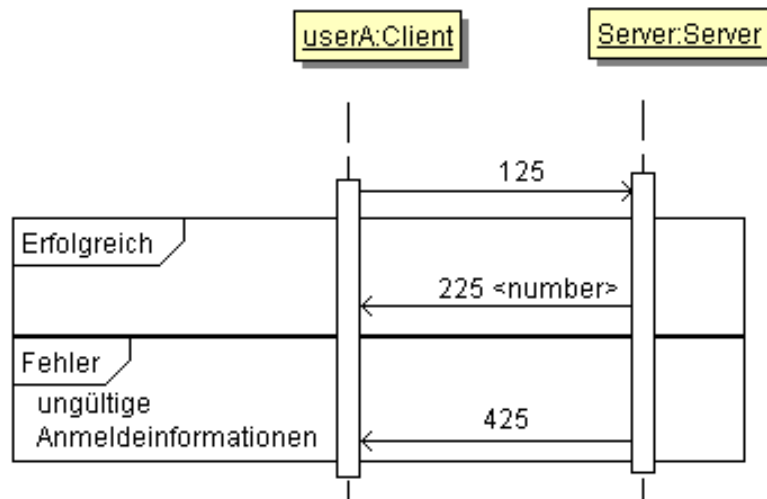 userA:Client
Server:Server
125
Erfolgreich
225 <number>
Fehler
ungültige
Anmeldeinformationen
425